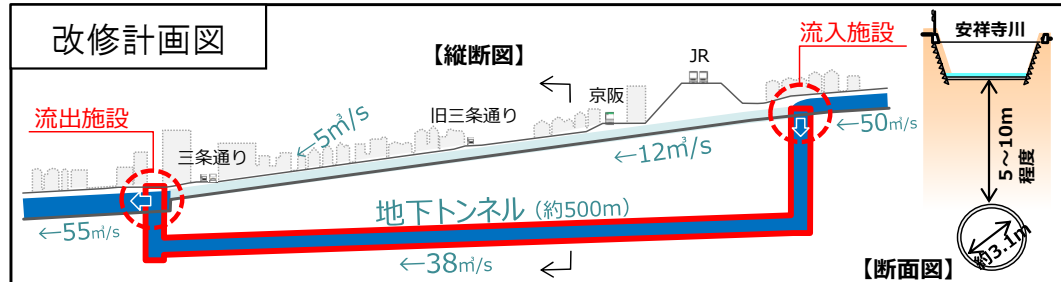 改修計画図
【縦断図】
流入施設
安祥寺川
JR
京阪
旧三条通り
流出施設
三条通り
←5㎥/s
←12㎥/s
←50㎥/s
5～10m
程度
地下トンネル（約500m）
←55㎥/s
←38㎥/s
約3.1m
【断面図】